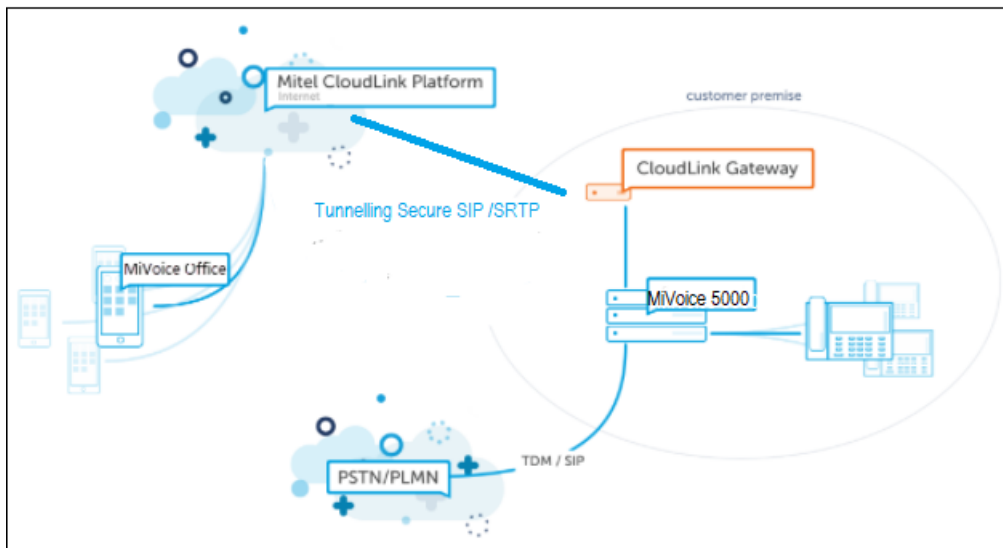 Mitel CloudLink Platform
Internet
customer premise
CloudLink Gateway
Tunnelling Secure SIP /SRTP
MiVoice Office
MiVoice 5000
TDM / SIP
PSTN/PLMN